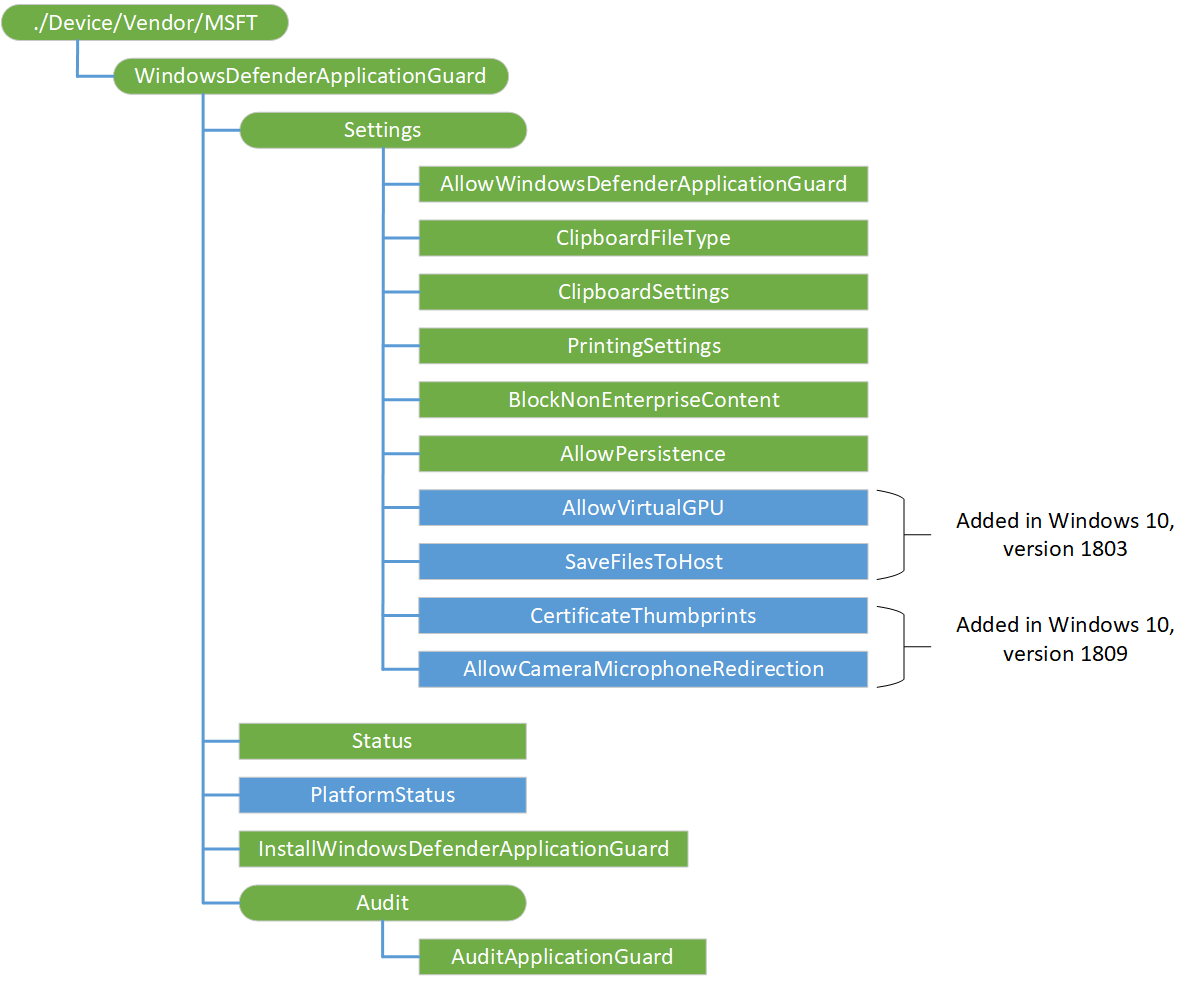 ./Device/Vendor/MSFT
WindowsDefenderApplicationGuard
Settings
AllowWindowsDefenderApplicationGuard
ClipboardFileType
ClipboardSettings
PrintingSettings
BlockNonEnterpriseContent
AllowPersistence
AllowVirtualGPU
SaveFilesToHost
Added in Windows 10,
version 1803
CertificateThumbprints
AllowCameraMicrophoneRedirection
Added in Windows 10,
version 1809
Status
PlatformStatus
InstallWindowsDefenderApplicationGuard
Audit
AuditApplicationGuard